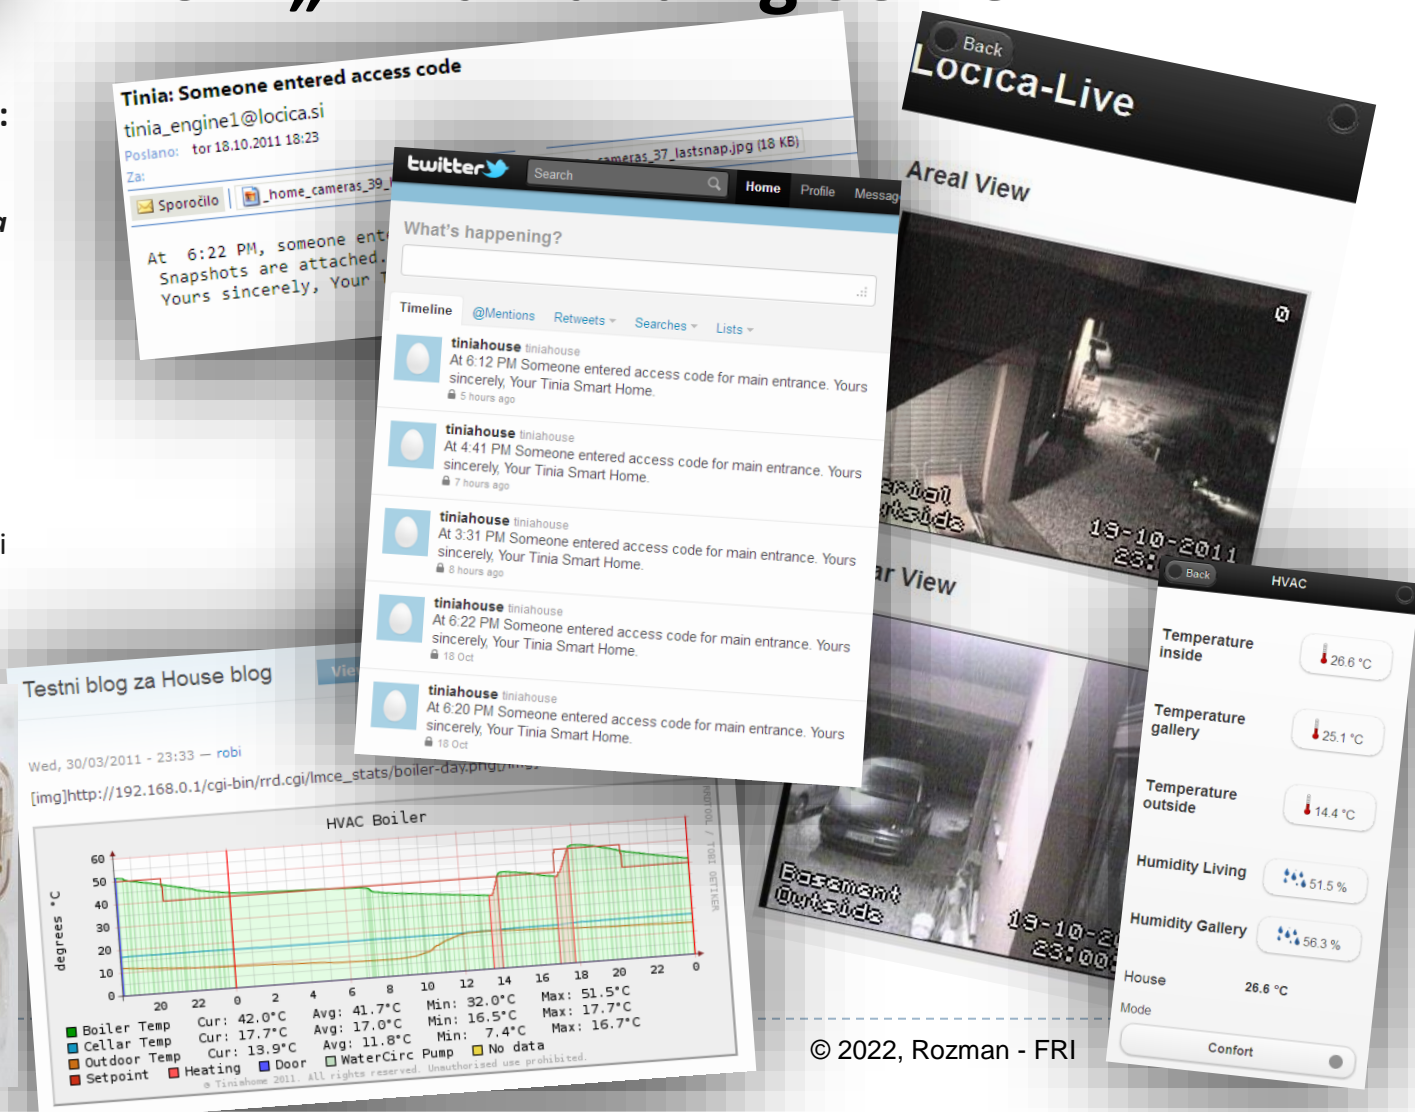 Tinia: Someone entered access code
tinia_engine1@locica.si
Poslano: tor 18.10.2011 18:23
Za:
Sporočilo
_home_cameras_39_
cameras_37_lastsnap.jpg (18 KB)
At 6:22 PM, someone ent
Snapshots are attached.
Yours sincerely, Your
twitter
Search
Home
Profile
Messag
What's happening?
Timeline
@Mentions
Retweets
Searches
Lists
tiniahouse tiniahouse
At 6:12 PM Someone entered access code for main entrance. Yours
sincerely, Your Tinia Smart Home.
5 hours ago
tiniahouse tiniahouse
At 4:41 PM Someone entered access code for main entrance. Yours
sincerely, Your Tinia Smart Home.
7 hours ago
tiniahouse tiniahouse
At 3:31 PM Someone entered access code for main entrance. Yours
sincerely, Your Tinia Smart Home.
8 hours ago
tiniahouse tiniahouse
At 6:22 PM Someone entered access code for main entrance. Yours
sincerely, Your Tinia Smart Home.
18 Oct
tiniahouse tiniahouse
At 6:20 PM Someone entered access code for main entrance. Yours
sincerely, Your Tinia Smart Home.
18 Oct
Back
Locica-Live
Areal View
0
erial
utside
19-10-2011
23:
ar View
Basement
Outside
19-10-2
23:00
Back
HVAC
Temperature
inside
26.6 °C
Temperature
gallery
25.1 °C
Temperature
outside
14.4 °C
Humidity Living
51.5 %
Humidity Gallery
56.3 %
House
26.6 °C
Mode
Confort
Testni blog za House blog
Vie
Wed, 30/03/2011 - 23:33 — robi
[img]http://192.168.0.1/cgi-bin/rrd.cgi/lmce_stats/boiler-day.png[/img]
HVAC Boiler
RRDTOOL / TOBI OETIKER
degrees °C
60
50
40
30
20
10
0
20 22 0 2 4 6 8 10 12 14 16 18 20 22 0
Boiler Temp Cur: 42.0°C Avg: 41.7°C Min: 32.0°C Max: 51.5°C
Cellar Temp Cur: 17.7°C Avg: 17.0°C Min: 16.5°C Max: 17.7°C
Outdoor Temp Cur: 13.9°C Avg: 11.8°C Min: 7.4°C Max: 16.7°C
Setpoint Heating Door WaterCirc Pump No data
© Tiniahome 2011. All rights reserved. Unauthorised use prohibited.
© 2022, Rozman - FRI